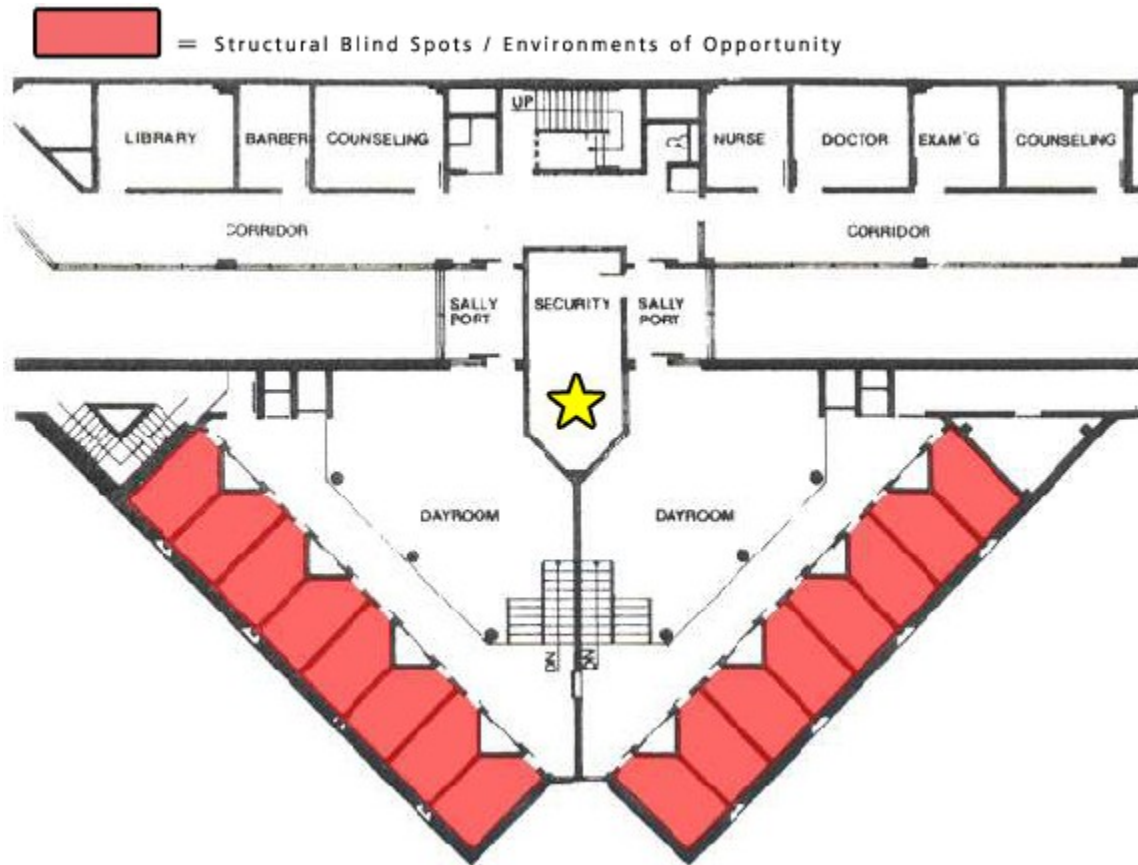 = Structural Blind Spots / Environments of Opportunity
UP
LIBRARY
BARBER
COUNSELING
NURSE
DOCTOR
EXAM'G
COUNSELING
CORRIDOR
CORRIDOR
SALLY
PORT
SECURITY
SALLY
PORT
DAYROOM
DAYROOM
DN
DN